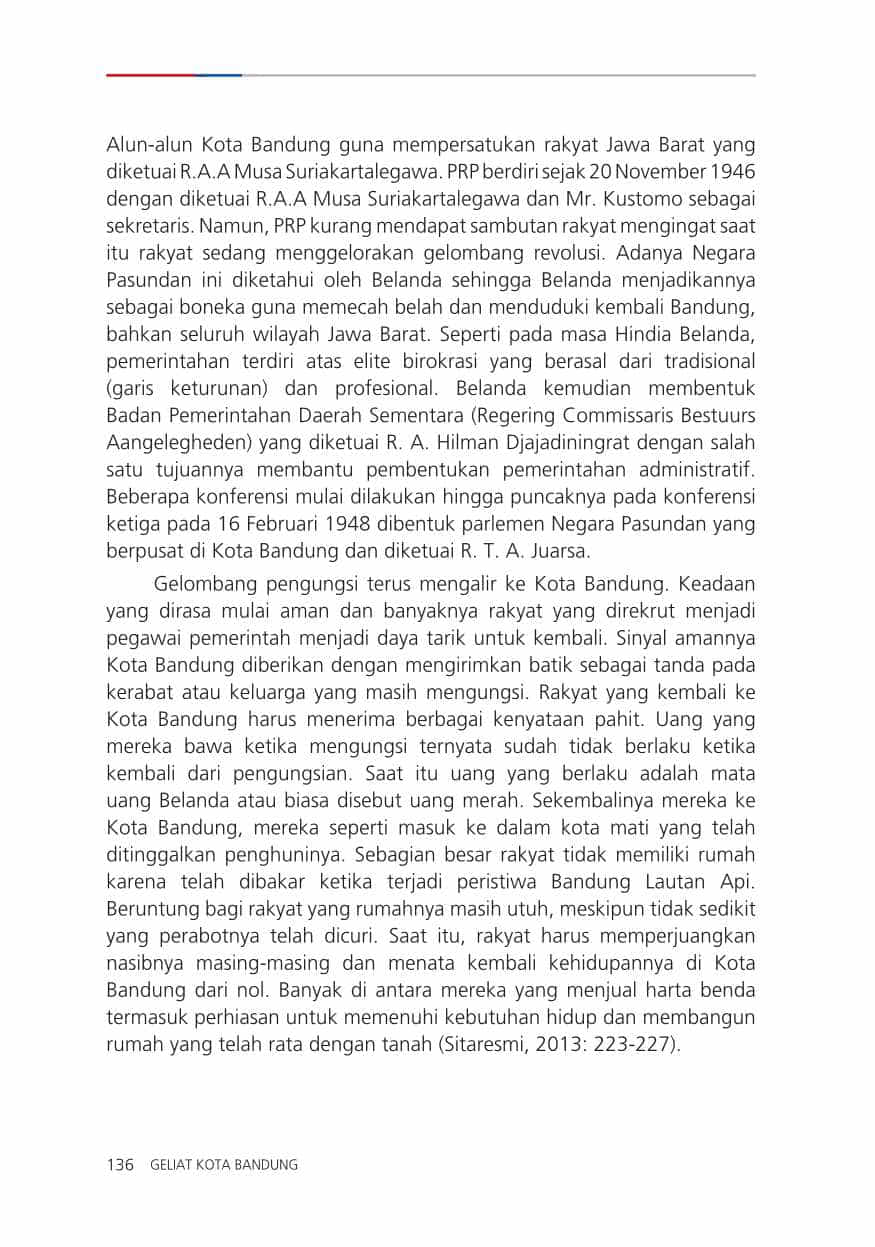 Alun-alun Kota Bandung guna mempersatukan rakyat Jawa Barat yang
diketuai R.A.A Musa Suriakartalegawa. PRP berdiri sejak 20 November 1946
dengan diketuai R.A.A Musa Suriakartalegawa dan Mr. Kustomo sebagai
sekretaris. Namun, PRP kurang mendapat sambutan rakyat mengingat saat
itu rakyat sedang menggelorakan gelombang revolusi. Adanya Negara
Pasundan ini diketahui oleh Belanda sehingga Belanda menjadikannya
sebagai boneka guna memecah belah dan menduduki kembali Bandung,
bahkan seluruh wilayah Jawa Barat. Seperti pada masa Hindia Belanda,
pemerintahan terdiri atas elite birokrasi yang berasal dari tradisional
(garis keturunan) dan profesional. Belanda kemudian membentuk
Badan Pemerintahan Daerah Sementara (Regering Commissaris Bestuurs
Aangelegheden) yang diketuai R. A. Hilman Djajadiningrat dengan salah
satu tujuannya membantu pembentukan pemerintahan administratif.
Beberapa konferensi mulai dilakukan hingga puncaknya pada konferensi
ketiga pada 16 Februari 1948 dibentuk parlemen Negara Pasundan yang
berpusat di Kota Bandung dan diketuai R. T. A. Juarsa.
Gelombang pengungsi terus mengalir ke Kota Bandung. Keadaan
yang dirasa mulai aman dan banyaknya rakyat yang direkrut menjadi
pegawai pemerintah menjadi daya tarik untuk kembali. Sinyal amannya
Kota Bandung diberikan dengan mengirimkan batik sebagai tanda pada
kerabat atau keluarga yang masih mengungsi. Rakyat yang kembali ke
Kota Bandung harus menerima berbagai kenyataan pahit. Uang yang
mereka bawa ketika mengungsi ternyata sudah tidak berlaku ketika
kembali dari pengungsian. Saat itu uang yang berlaku adalah mata
uang Belanda atau biasa disebut uang merah. Sekembalinya mereka ke
Kota Bandung, mereka seperti masuk ke dalam kota mati yang telah
ditinggalkan penghuninya. Sebagian besar rakyat tidak memiliki rumah
karena telah dibakar ketika terjadi peristiwa Bandung Lautan Api.
Beruntung bagi rakyat yang rumahnya masih utuh, meskipun tidak sedikit
yang perabotnya telah dicuri. Saat itu, rakyat harus memperjuangkan
nasibnya masing-masing dan menata kembali kehidupannya di Kota
Bandung dari nol. Banyak di antara mereka yang menjual harta benda
termasuk perhiasan untuk memenuhi kebutuhan hidup dan membangun
rumah yang telah rata dengan tanah (Sitaresmi, 2013: 223-227).
136 GELIAT KOTA BANDUNG